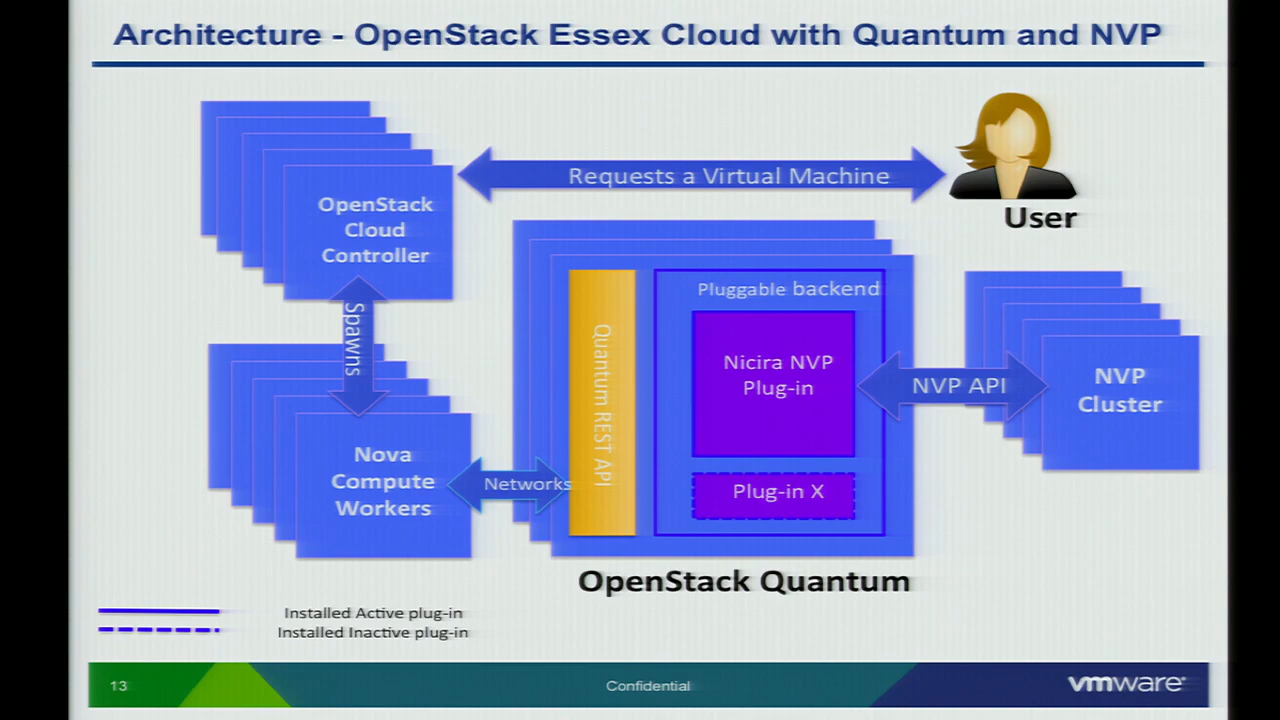 Architecture - OpenStack Essex Cloud with Quantum and NVP
Requests a Virtual Machine
User
OpenStack
Cloud
Controller
Spawns
Pluggable backend
Quantum REST API
Nicira NVP
Plug-in
NVP API
NVP
Cluster
Nova
Compute
Workers
Networks
Plug-in X
OpenStack Quantum
Installed Active plug-in
Installed Inactive plug-in
13
Confidential
vmware